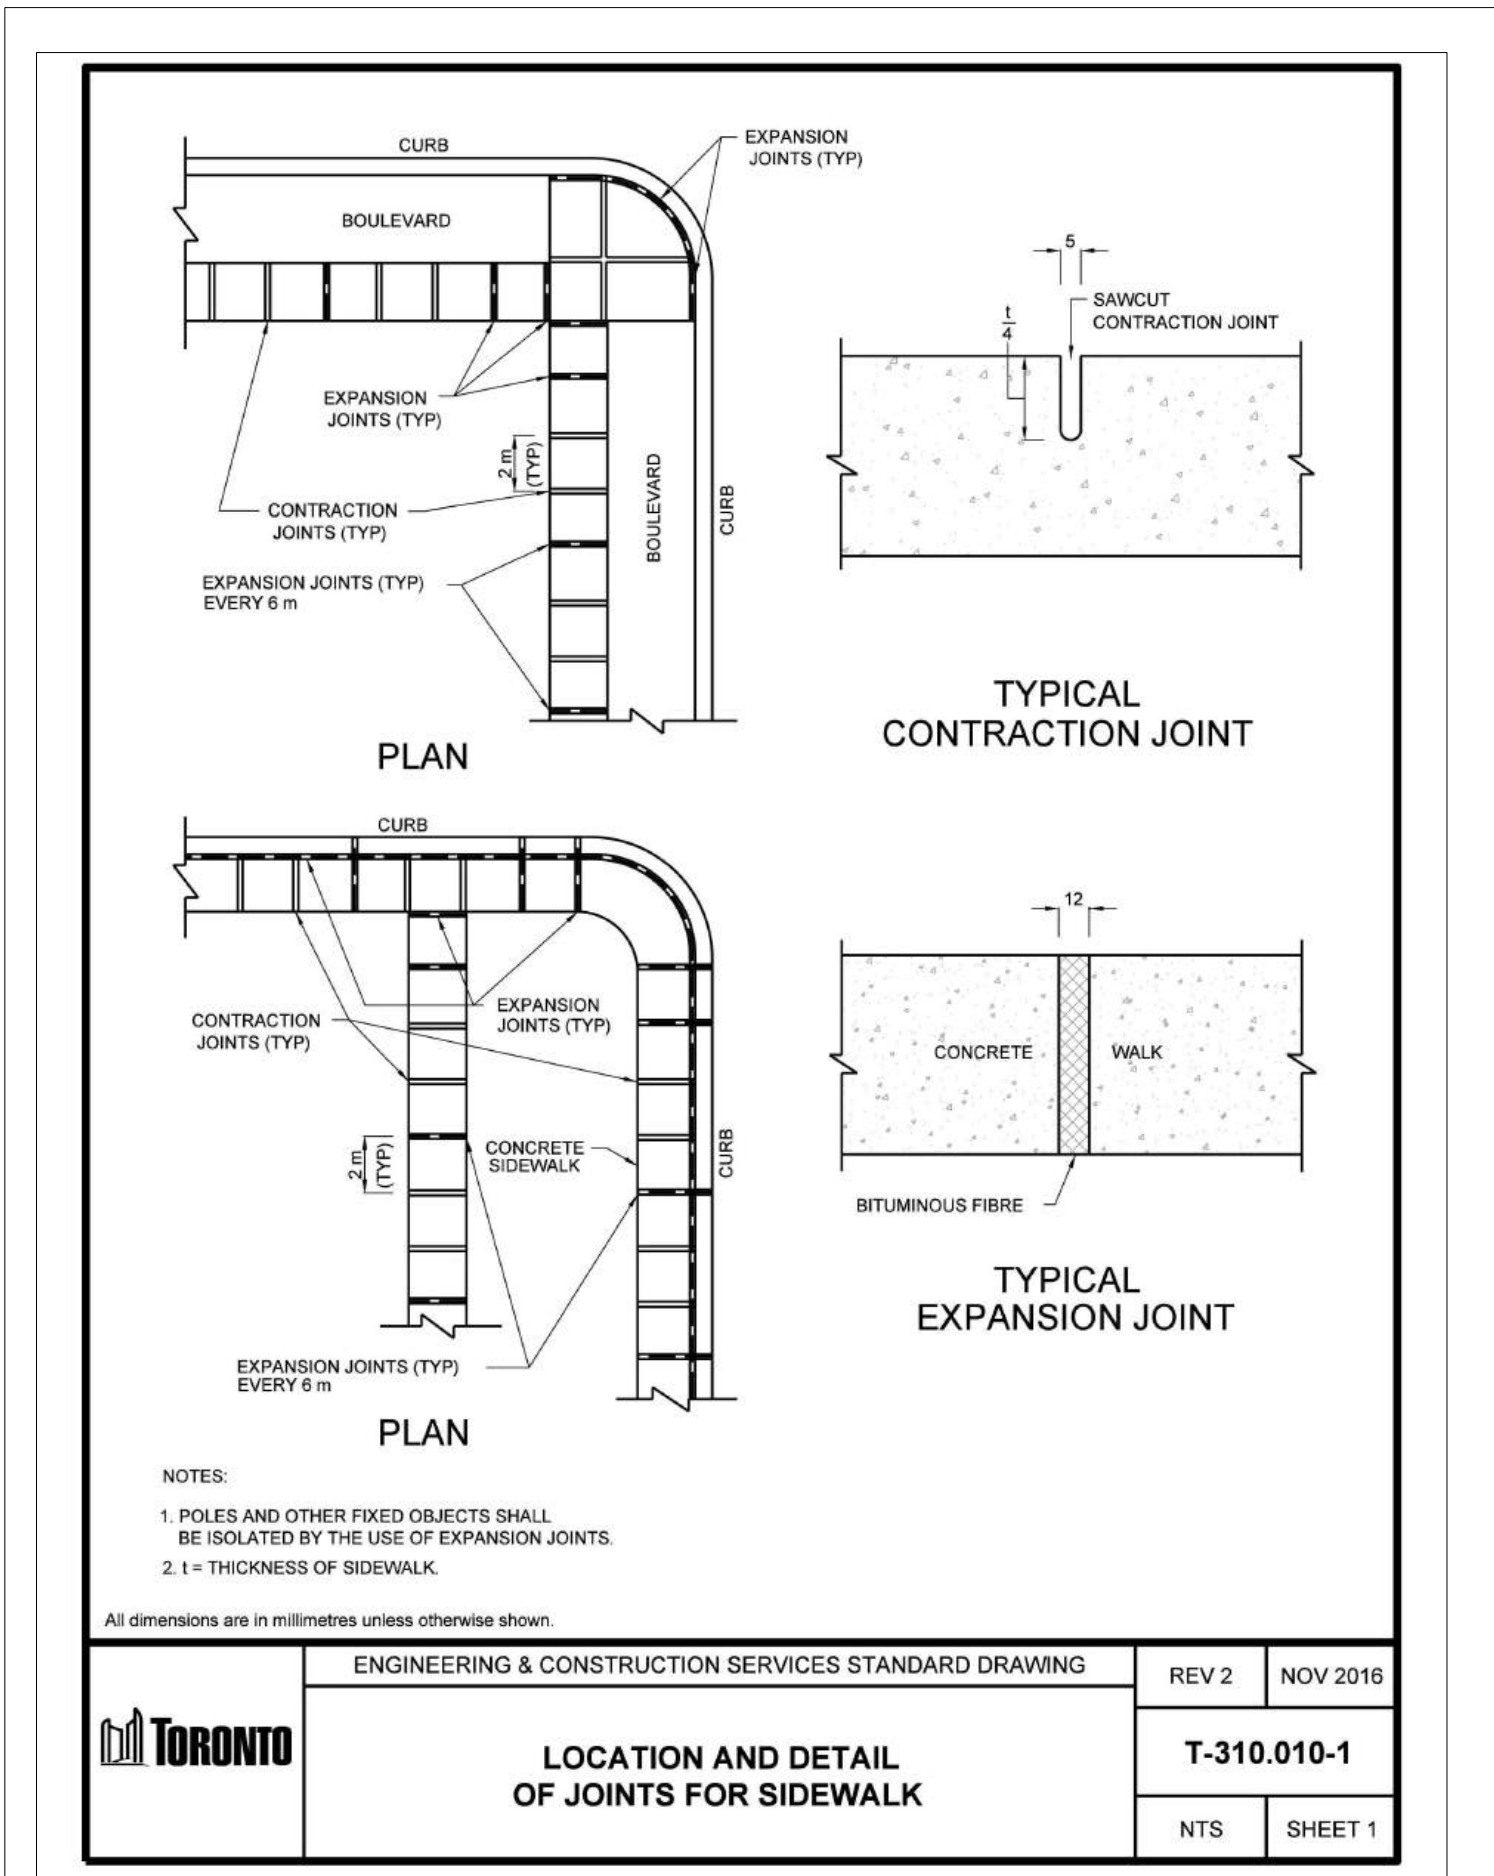 CURB
EXPANSION
JOINTS (TYP)
BOULEVARD
5
SAWCUT
CONTRACTION JOINT
t
4
EXPANSION
JOINTS (TYP)
2 m
(TYP)
BOULEVARD
CURB
CONTRACTION
JOINTS (TYP)
EXPANSION JOINTS (TYP)
EVERY 6 m
PLAN
TYPICAL
CONTRACTION JOINT
CURB
12
EXPANSION
JOINTS (TYP)
CONTRACTION
JOINTS (TYP)
CONCRETE
WALK
2 m
(TYP)
CONCRETE
SIDEWALK
CURB
BITUMINOUS FIBRE
TYPICAL
EXPANSION JOINT
EXPANSION JOINTS (TYP)
EVERY 6 m
PLAN
NOTES:
1. POLES AND OTHER FIXED OBJECTS SHALL
BE ISOLATED BY THE USE OF EXPANSION JOINTS.
2. t = THICKNESS OF SIDEWALK.
All dimensions are in millimetres unless otherwise shown.
TORONTO
ENGINEERING & CONSTRUCTION SERVICES STANDARD DRAWING
LOCATION AND DETAIL
OF JOINTS FOR SIDEWALK
REV 2
NOV 2016
T-310.010-1
NTS
SHEET 1